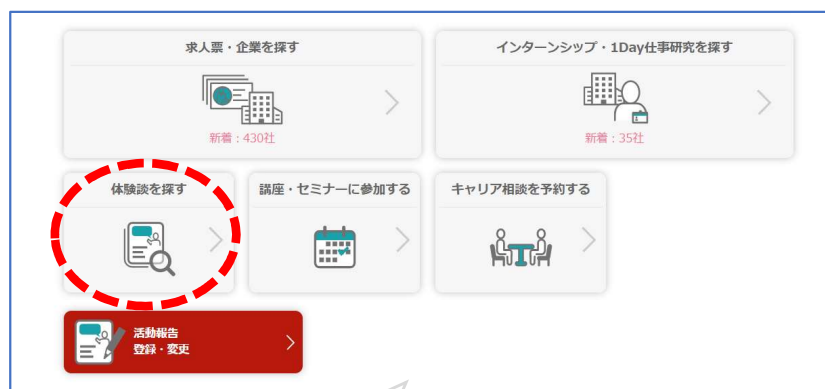 求人票・企業を探す
インターンシップ・1Day仕事研究を探す
新着：430社
新着：35社
体験談を探す
講座・セミナーに参加する
キャリア相談を予約する
活動報告
登録・変更